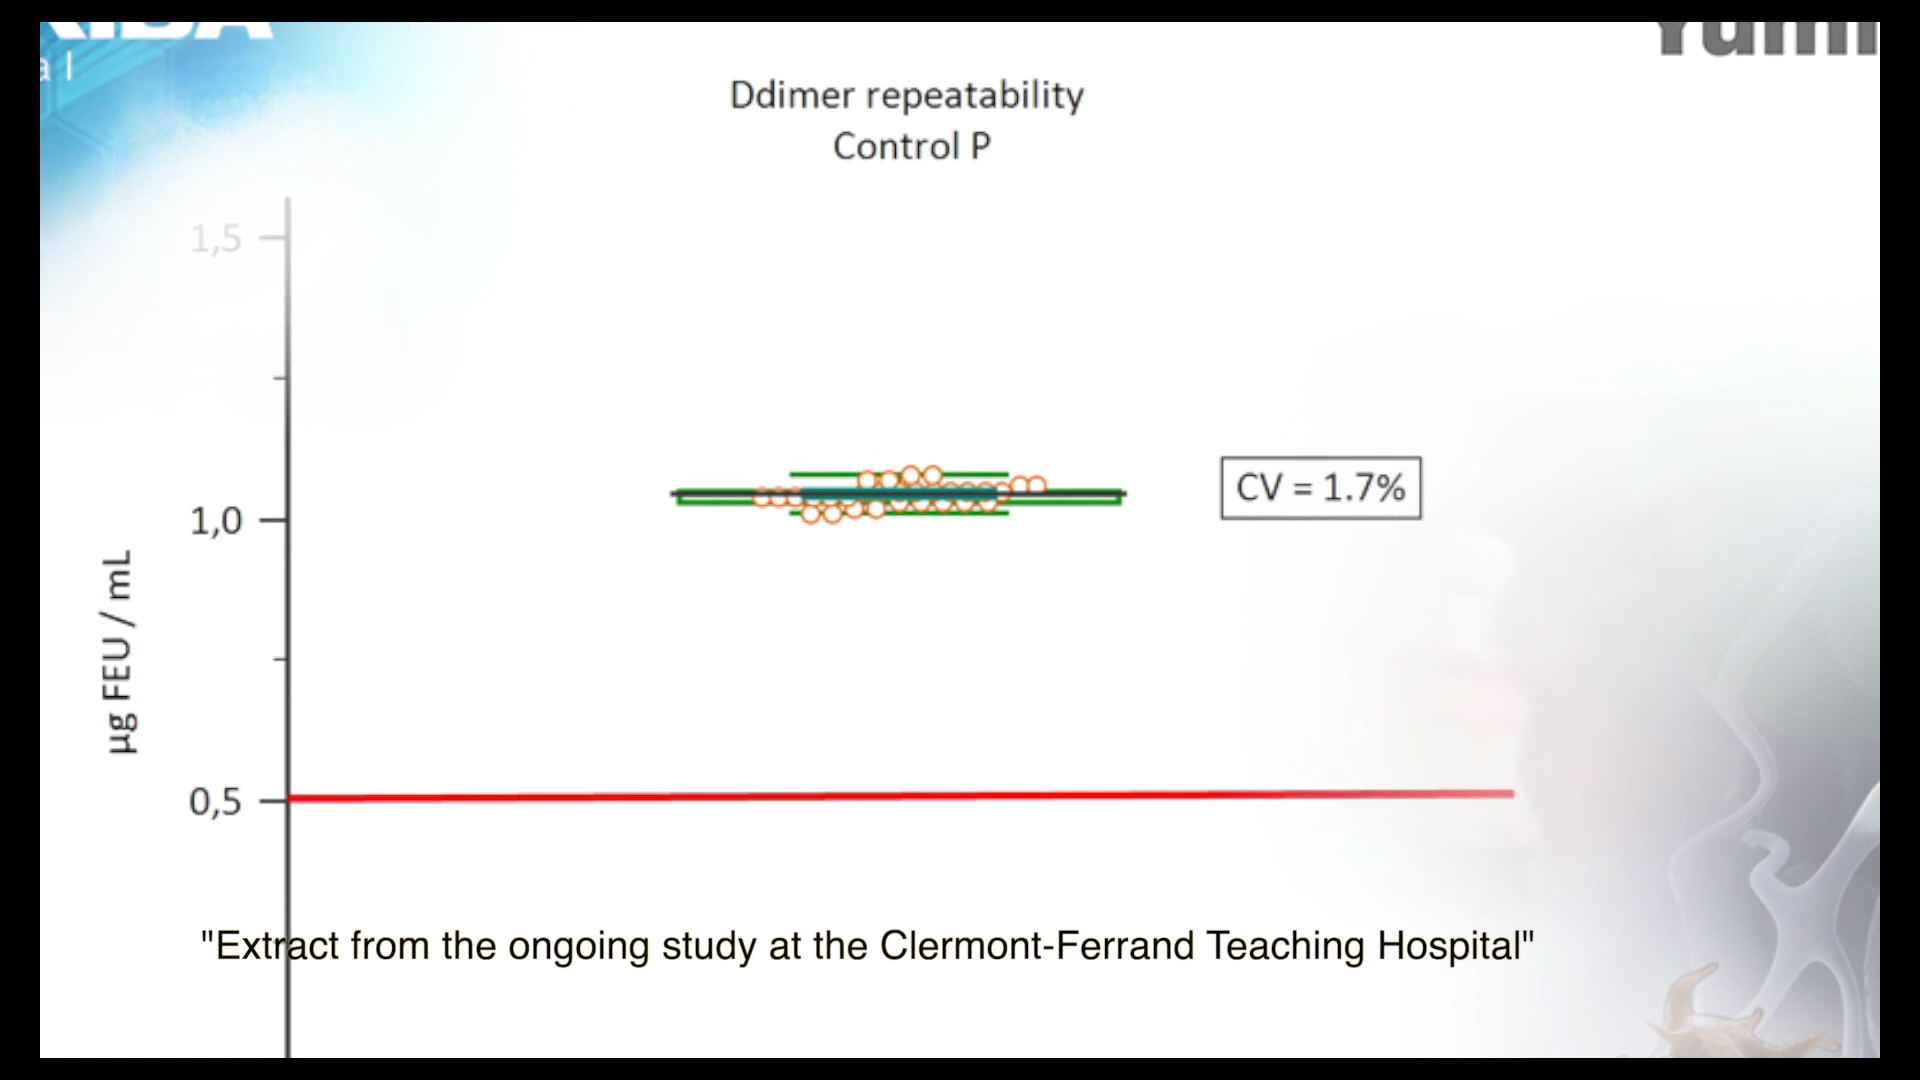 al
Ddimer repeatability
Control P
1,5
1,0
0,5
µg FEU / mL
CV = 1.7%
"Extract from the ongoing study at the Clermont-Ferrand Teaching Hospital"